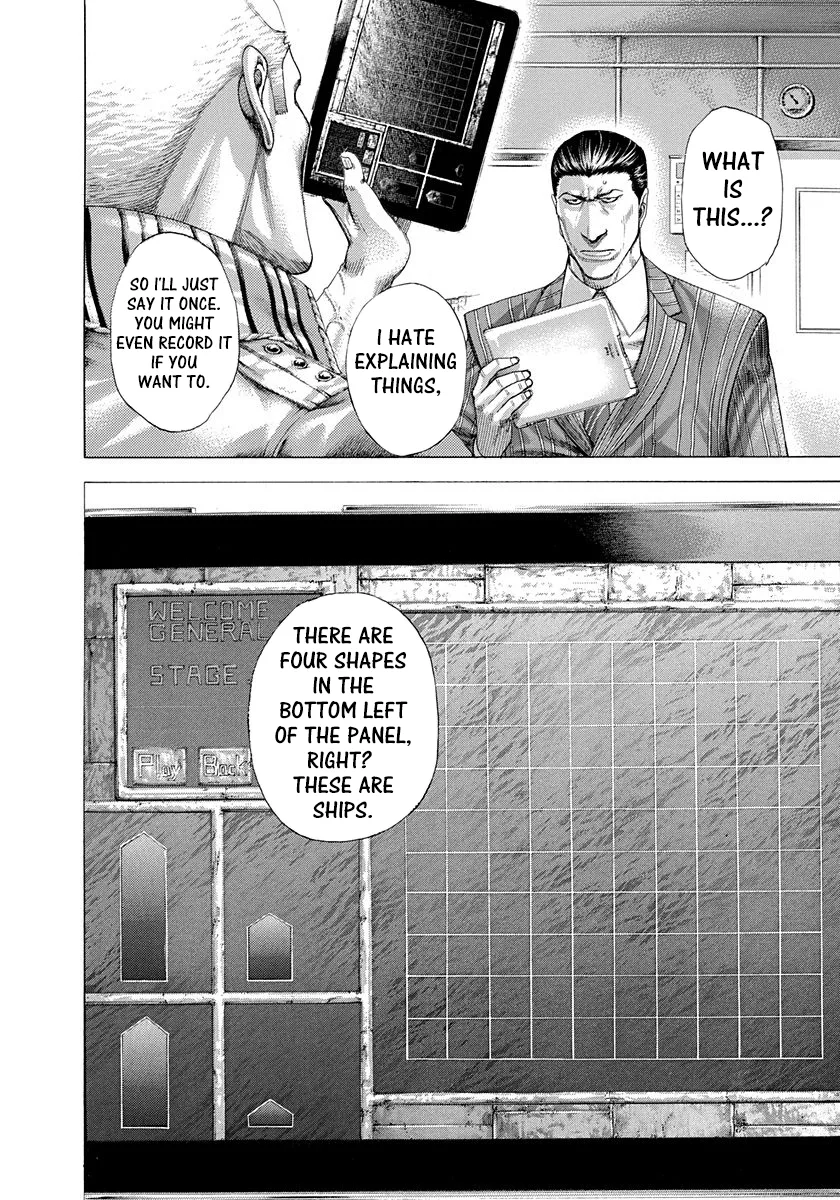 WHAT
IS
THIS...?
I HATE
EXPLAINING
THINGS,
SO I'LL JUST
SAY IT ONCE.
YOU MIGHT
EVEN RECORD IT
IF YOU
WANT TO.
THERE ARE
FOUR SHAPES
IN THE
BOTTOM LEFT
OF THE PANEL,
RIGHT?
THESE ARE
SHIPS.
WELCOME
GENERAL
STAGE
Play Back